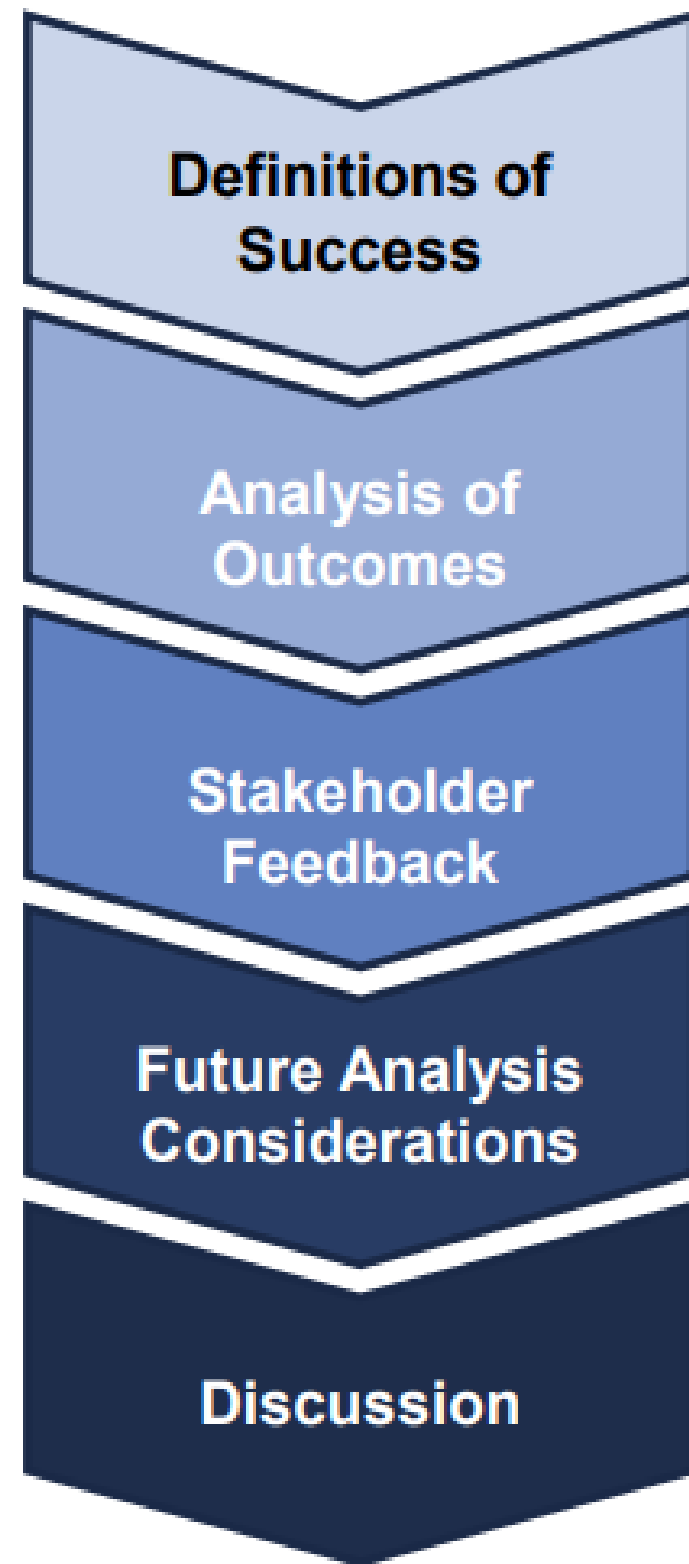 Definitions of
Success
Analysis of
Outcomes
Stakeholder
Feedback
Future Analysis
Considerations
Discussion